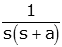 1
s(s + a)